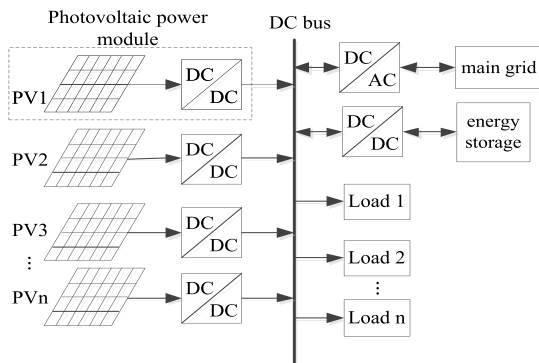 Photovoltaic power
module
DC bus
PV1
DC
DC
DC
AC
main grid
PV2
DC
DC
DC
DC
energy
storage
PV3
DC
DC
Load 1
...
Load 2
PVn
DC
DC
...
Load n